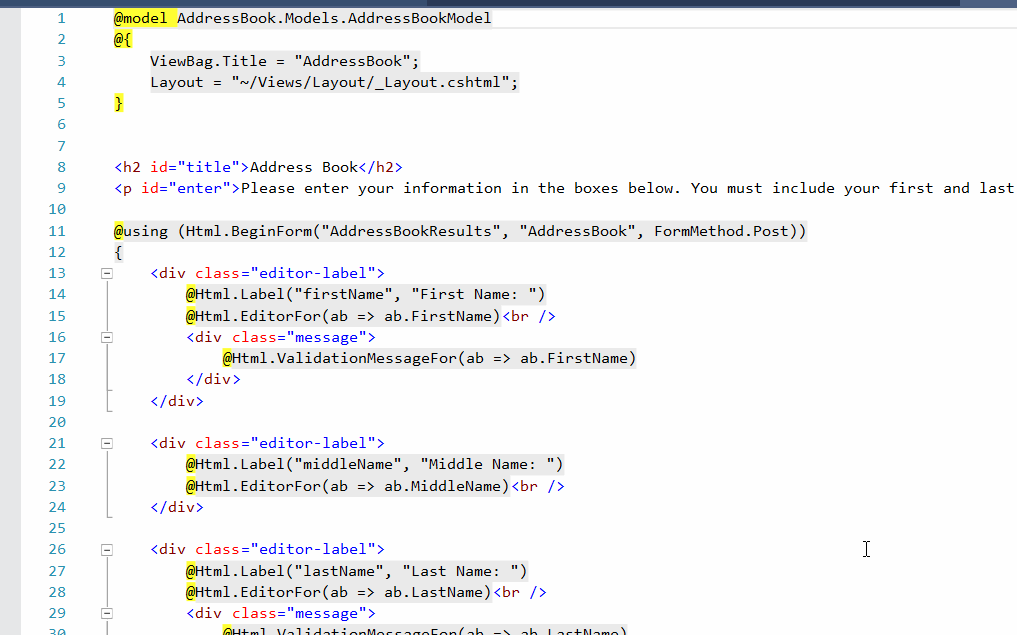 1 @model AddressBook.Models.AddressBookModel
2 @{
3 ViewBag.Title = "AddressBook";
4 Layout = "~/Views/Layout/_Layout.cshtml";
5 }
6
7
8 <h2 id="title">Address Book</h2>
9 <p id="enter">Please enter your information in the boxes below. You must include your first and last
10
11 @using (Html.BeginForm("AddressBookResults", "AddressBook", FormMethod.Post))
12 {
13 <div class="editor-label">
14 @Html.Label("firstName", "First Name: ")
15 @Html.EditorFor(ab => ab.FirstName)<br />
16 <div class="message">
17 @Html.ValidationMessageFor(ab => ab.FirstName)
18 </div>
19 </div>
20
21 <div class="editor-label">
22 @Html.Label("middleName", "Middle Name: ")
23 @Html.EditorFor(ab => ab.MiddleName)<br />
24 </div>
25
26 <div class="editor-label">
27 @Html.Label("lastName", "Last Name: ")
28 @Html.EditorFor(ab => ab.LastName)<br />
29 <div class="message">
30 @Html.ValidationMessageFor(ab => ab.LastName)